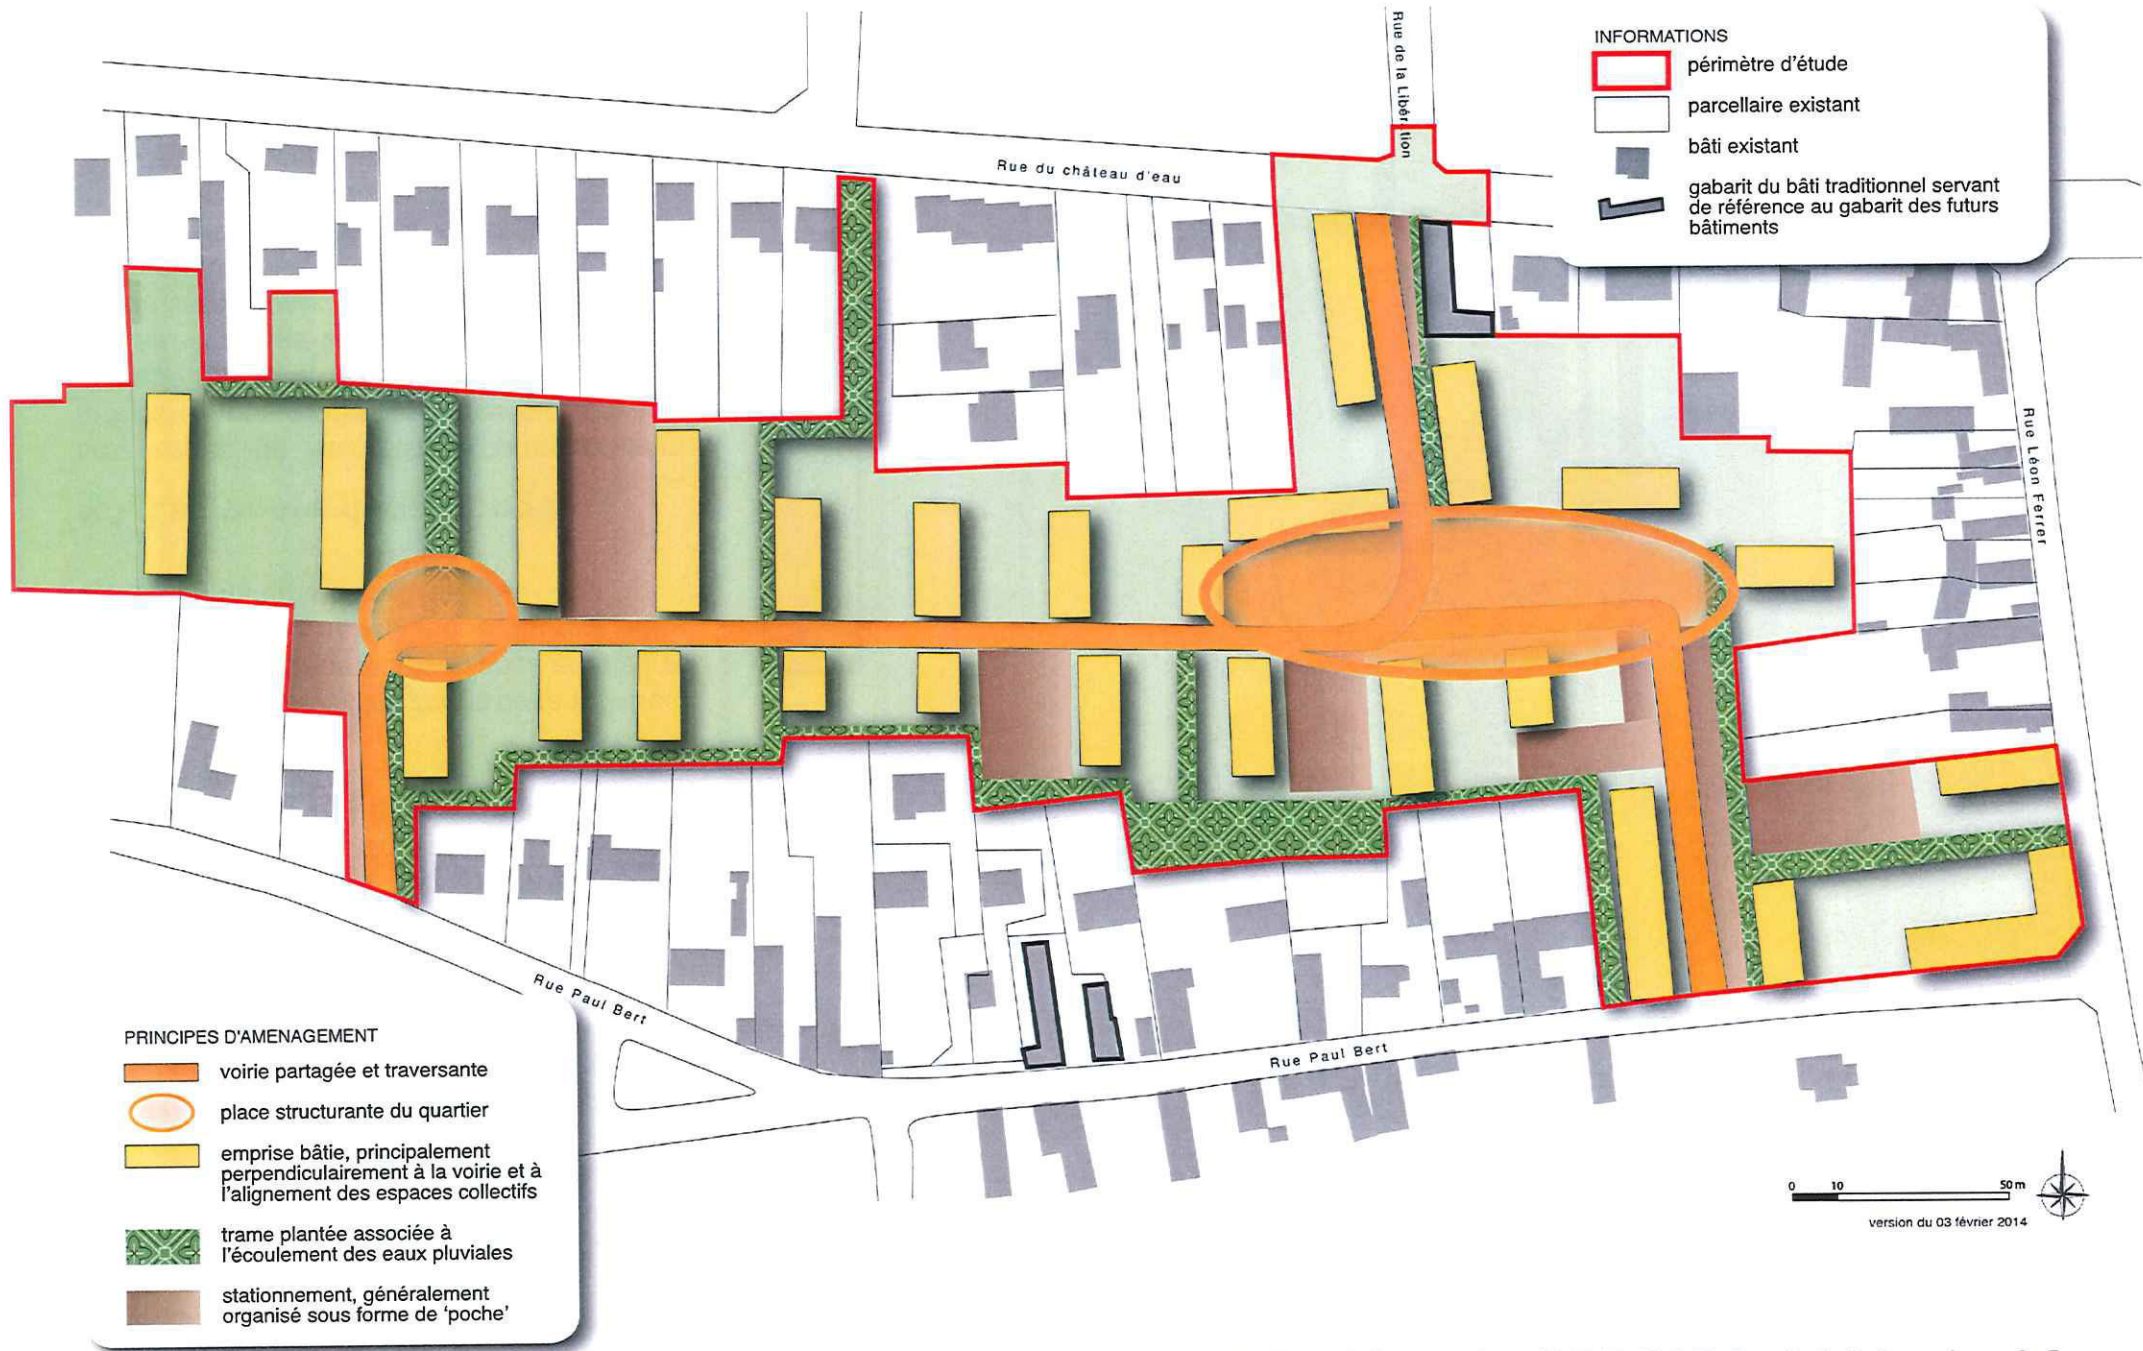 Rue de la Libération
INFORMATIONS
périmètre d'étude
parcellaire existant
bâti existant
gabarit du bâti traditionnel servant
de référence au gabarit des futurs
bâtiments
Rue du château d'eau
Rue Léon Ferrer
Rue Paul Bert
Rue Paul Bert
PRINCIPES D'AMENAGEMENT
voirie partagée et traversante
place structurante du quartier
emprise bâtie, principalement
perpendiculairement à la voirie et à
l'alignement des espaces collectifs
trame plantée associée à
l'écoulement des eaux pluviales
stationnement, généralement
organisé sous forme de 'poche'
0 10 50 m
version du 03 février 2014